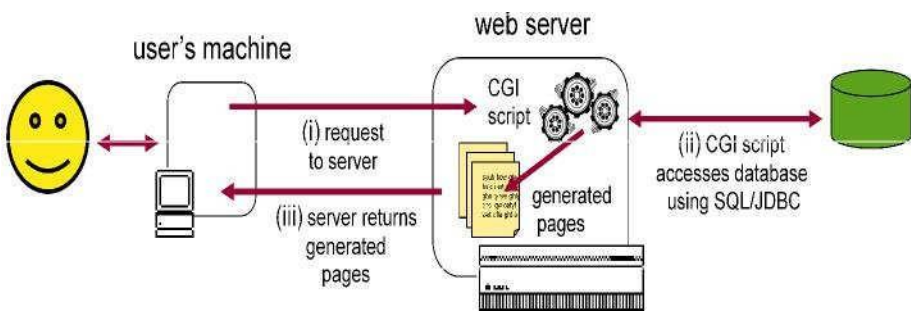 user's machine
web server
CGI
script
(i) request
to server
(ii) CGI script
accesses database
using SQL/JDBC
generated
pages
(iii) server returns
generated
pages